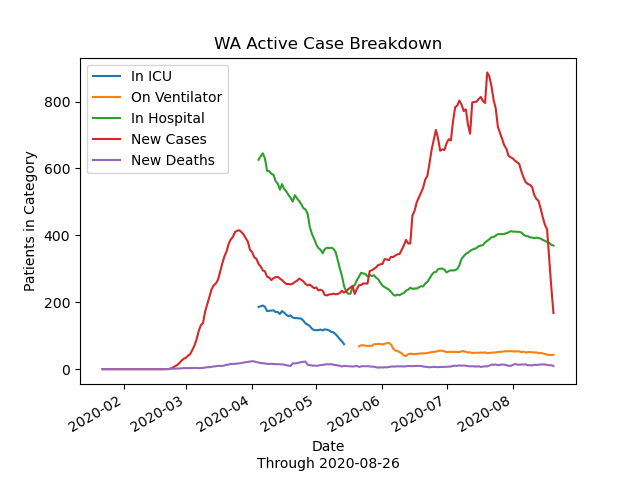 WA Active Case Breakdown
In ICU
On Ventilator
In Hospital
New Cases
New Deaths
Patients in Category
800
600
400
200
0
2020-02
2020-03
2020-04
2020-05
2020-06
2020-07
2020-08
Date
Through 2020-08-26